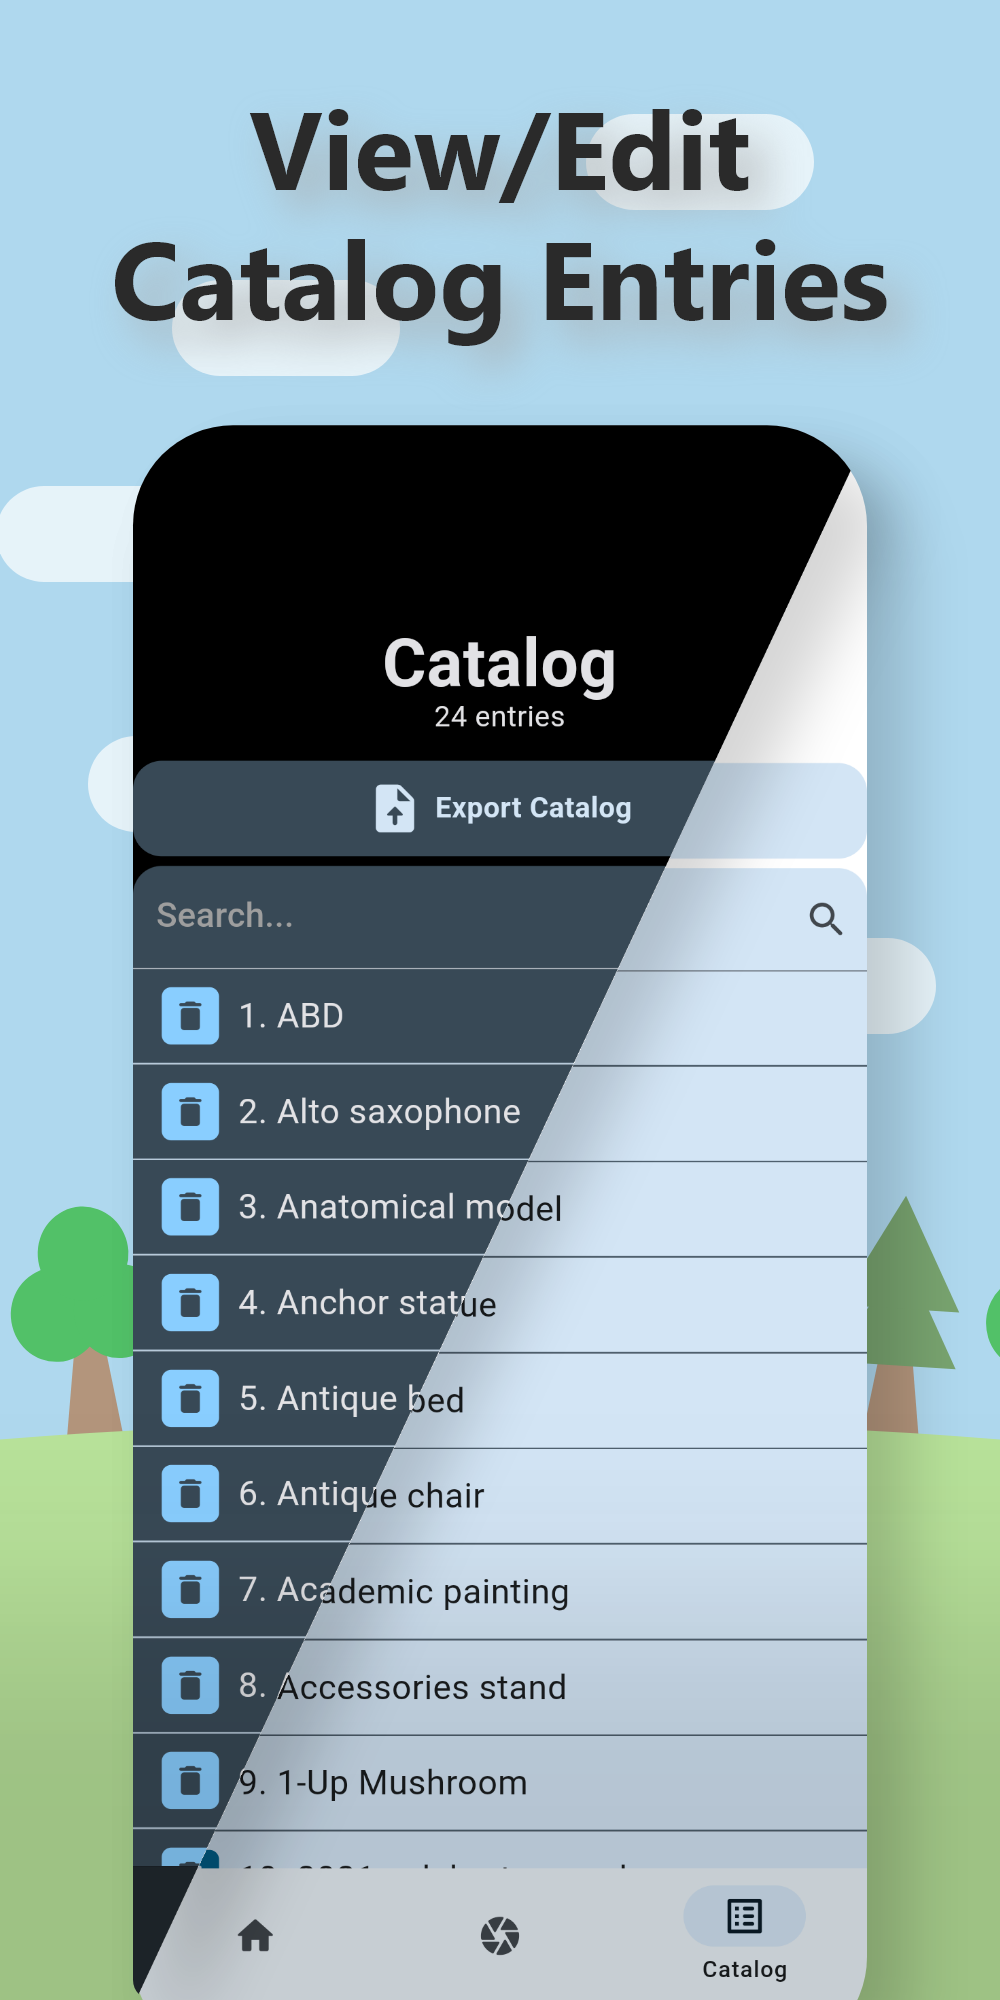 View/Edit
Catalog Entries
Catalog
24 entries
Export Catalog
Search...
1. ABD
2. Alto saxophone
3. Anatomical model
4. Anchor statue
5. Antique bed
6. Antique chair
7. Academic painting
8. Accessories stand
9. 1-Up Mushroom
Catalog